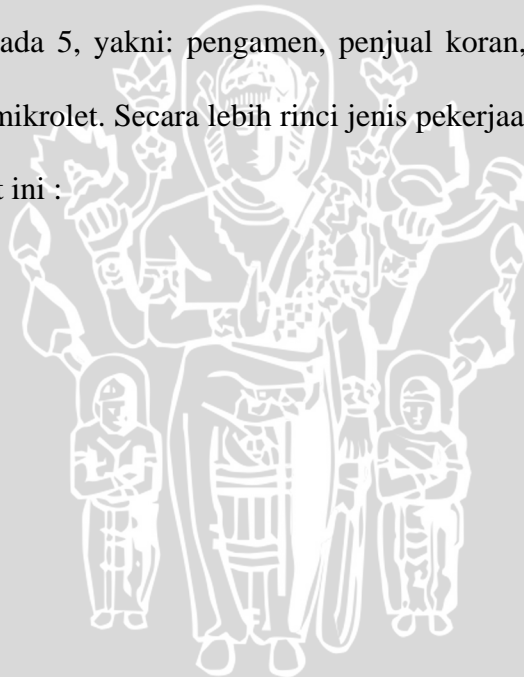 ada 5, yakni: pengamen, penjual koran,
mikrolet. Secara lebih rinci jenis pekerjaa
t ini :